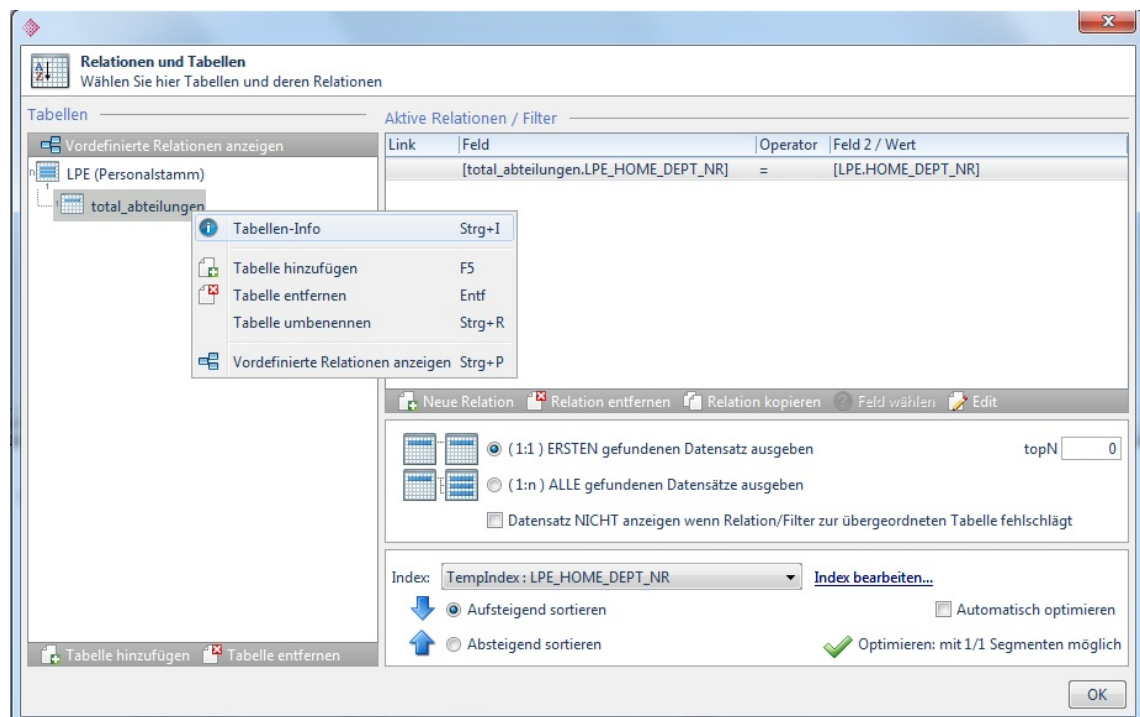 Relationen und Tabellen
Wählen Sie hier Tabellen und deren Relationen
Tabellen
Vordefinierte Relationen anzeigen
n LPE (Personalstamm)
1
1 total_abteilungen
Tabellen-Info Strg+I
Tabelle hinzufügen F5
Tabelle entfernen Entf
Tabelle umbenennen Strg+R
Vordefinierte Relationen anzeigen Strg+P
Tabelle hinzufügen Tabelle entfernen
Aktive Relationen / Filter
Link Feld Operator Feld 2 / Wert
[total_abteilungen.LPE_HOME_DEPT_NR] = [LPE.HOME_DEPT_NR]
Neue Relation Relation entfernen Relation kopieren Feld wählen Edit
(1:1 ) ERSTEN gefundenen Datensatz ausgeben topN 0
(1:n ) ALLE gefundenen Datensätze ausgeben
Datensatz NICHT anzeigen wenn Relation/Filter zur übergeordneten Tabelle fehlschlägt
Index: TempIndex : LPE_HOME_DEPT_NR Index bearbeiten...
Aufsteigend sortieren Automatisch optimieren
Absteigend sortieren Optimieren: mit 1/1 Segmenten möglich
OK